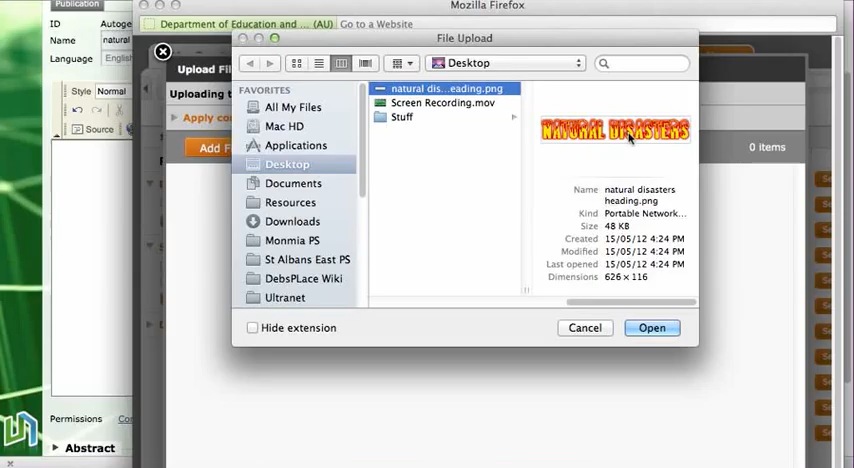 Mozilla Firefox
Publication
Department of Education and ... (AU)
Go to a Website
ID
Name
natural
Language
English
Style
Normal
Source
Permissions
Abstract
Uploading t
Apply co
Add F
0 items
File Upload
Desktop
FAVORITES
All My Files
Mac HD
Applications
Desktop
Documents
Resources
Downloads
Monmia PS
St Albans East PS
DebsPLace Wiki
Ultranet
natural dis...eading.png
Screen Recording.mov
Stuff
NATURAL DISASTERS
Name natural disasters
heading.png
Kind Portable Network...
Size 48 KB
Created 15/05/12 4:24 PM
Modified 15/05/12 4:24 PM
Last opened 15/05/12 4:24 PM
Dimensions 626 × 116
Hide extension
Cancel
Open